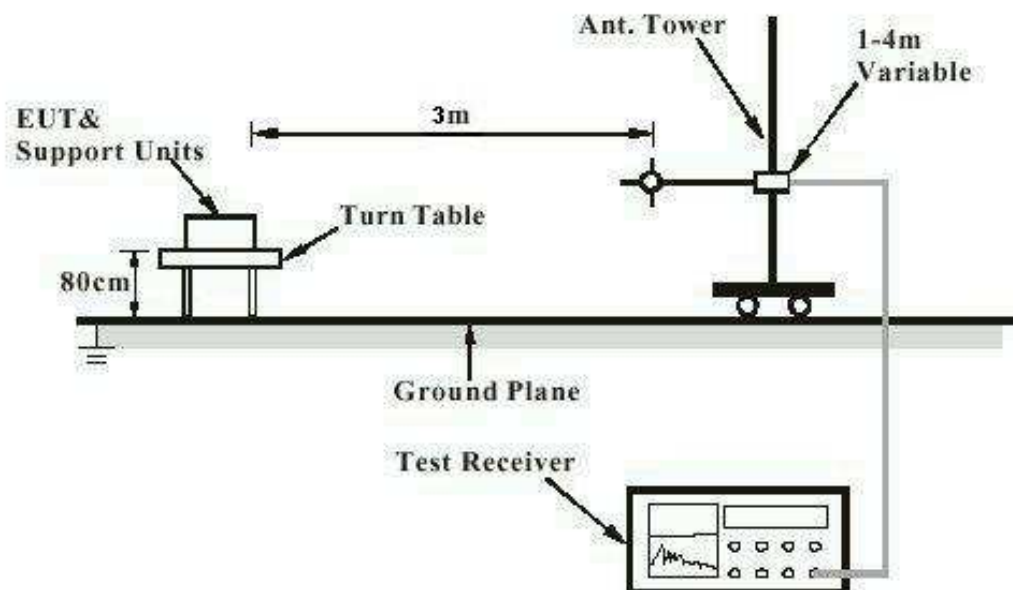 Ant. Tower
1-4m
Variable
3m
EUT&
Support Units
Turn Table
80cm
Ground Plane
Test Receiver